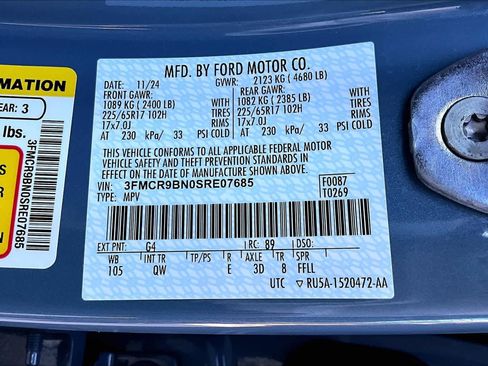 MFD. BY FORD MOTOR CO.
DATE: 11/24 GVWR: 2123 KG ( 4680 LB)
FRONT GAWR: REAR GAWR:
1089 KG ( 2400 LB) 1082 KG ( 2385 LB)
225/65R17 102H TIRES 225/65R17 102H TIRES
17x7.0J RIMS 17x7.0J RIMS
AT 230 kPa/ 33 PSI COLD AT 230 kPa/ 33 PSI COLD
THIS VEHICLE CONFORMS TO ALL APPLICABLE FEDERAL MOTOR
VEHICLE SAFETY AND THEFT PREVENTION STANDARDS IN EFFECT ON
THE DATE OF MANUFACTURE SHOWN ABOVE.
VIN: 3FMCR9BN0SRE07685 F0087
TYPE: MPV T0269
EXT PNT: G4 RC: 89 DSO:
WB INT TR TP/PS R AXLE TR SPR
105 QW E 3D 8 FFLL
UTC ▽ RU5A-1520472-AA
RMATION
EAR: 3
lbs.
3FMCR9BN0SRE07685